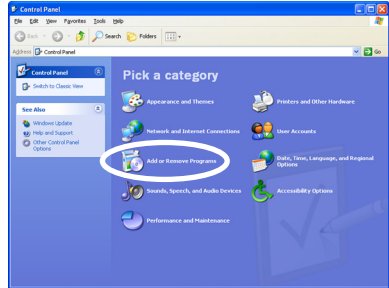 Control Panel
File Edit View Favorites Tools Help
Back Search Folders
Address Control Panel Go
Control Panel
Switch to Classic View
See Also
Windows Update
Help and Support
Other Control Panel
Options
Pick a category
Appearance and Themes
Printers and Other Hardware
Network and Internet Connections
User Accounts
Add or Remove Programs
Date, Time, Language, and Regional
Options
Sounds, Speech, and Audio Devices
Accessibility Options
Performance and Maintenance